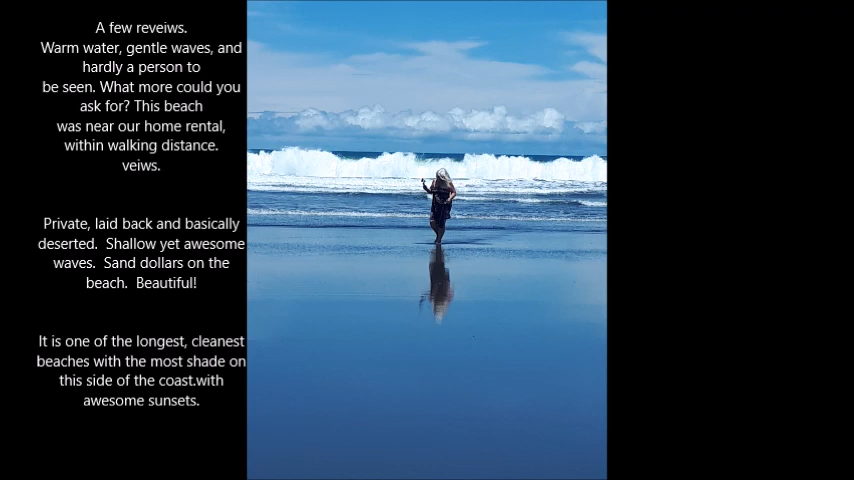 A few reveiws.
Warm water, gentle waves, and
hardly a person to
be seen. What more could you
ask for? This beach
was near our home rental,
within walking distance.
veiws.
Private, laid back and basically
deserted.  Shallow yet awesome
waves.  Sand dollars on the
beach.  Beautiful!
It is one of the longest, cleanest
beaches with the most shade on
this side of the coast.with
awesome sunsets.